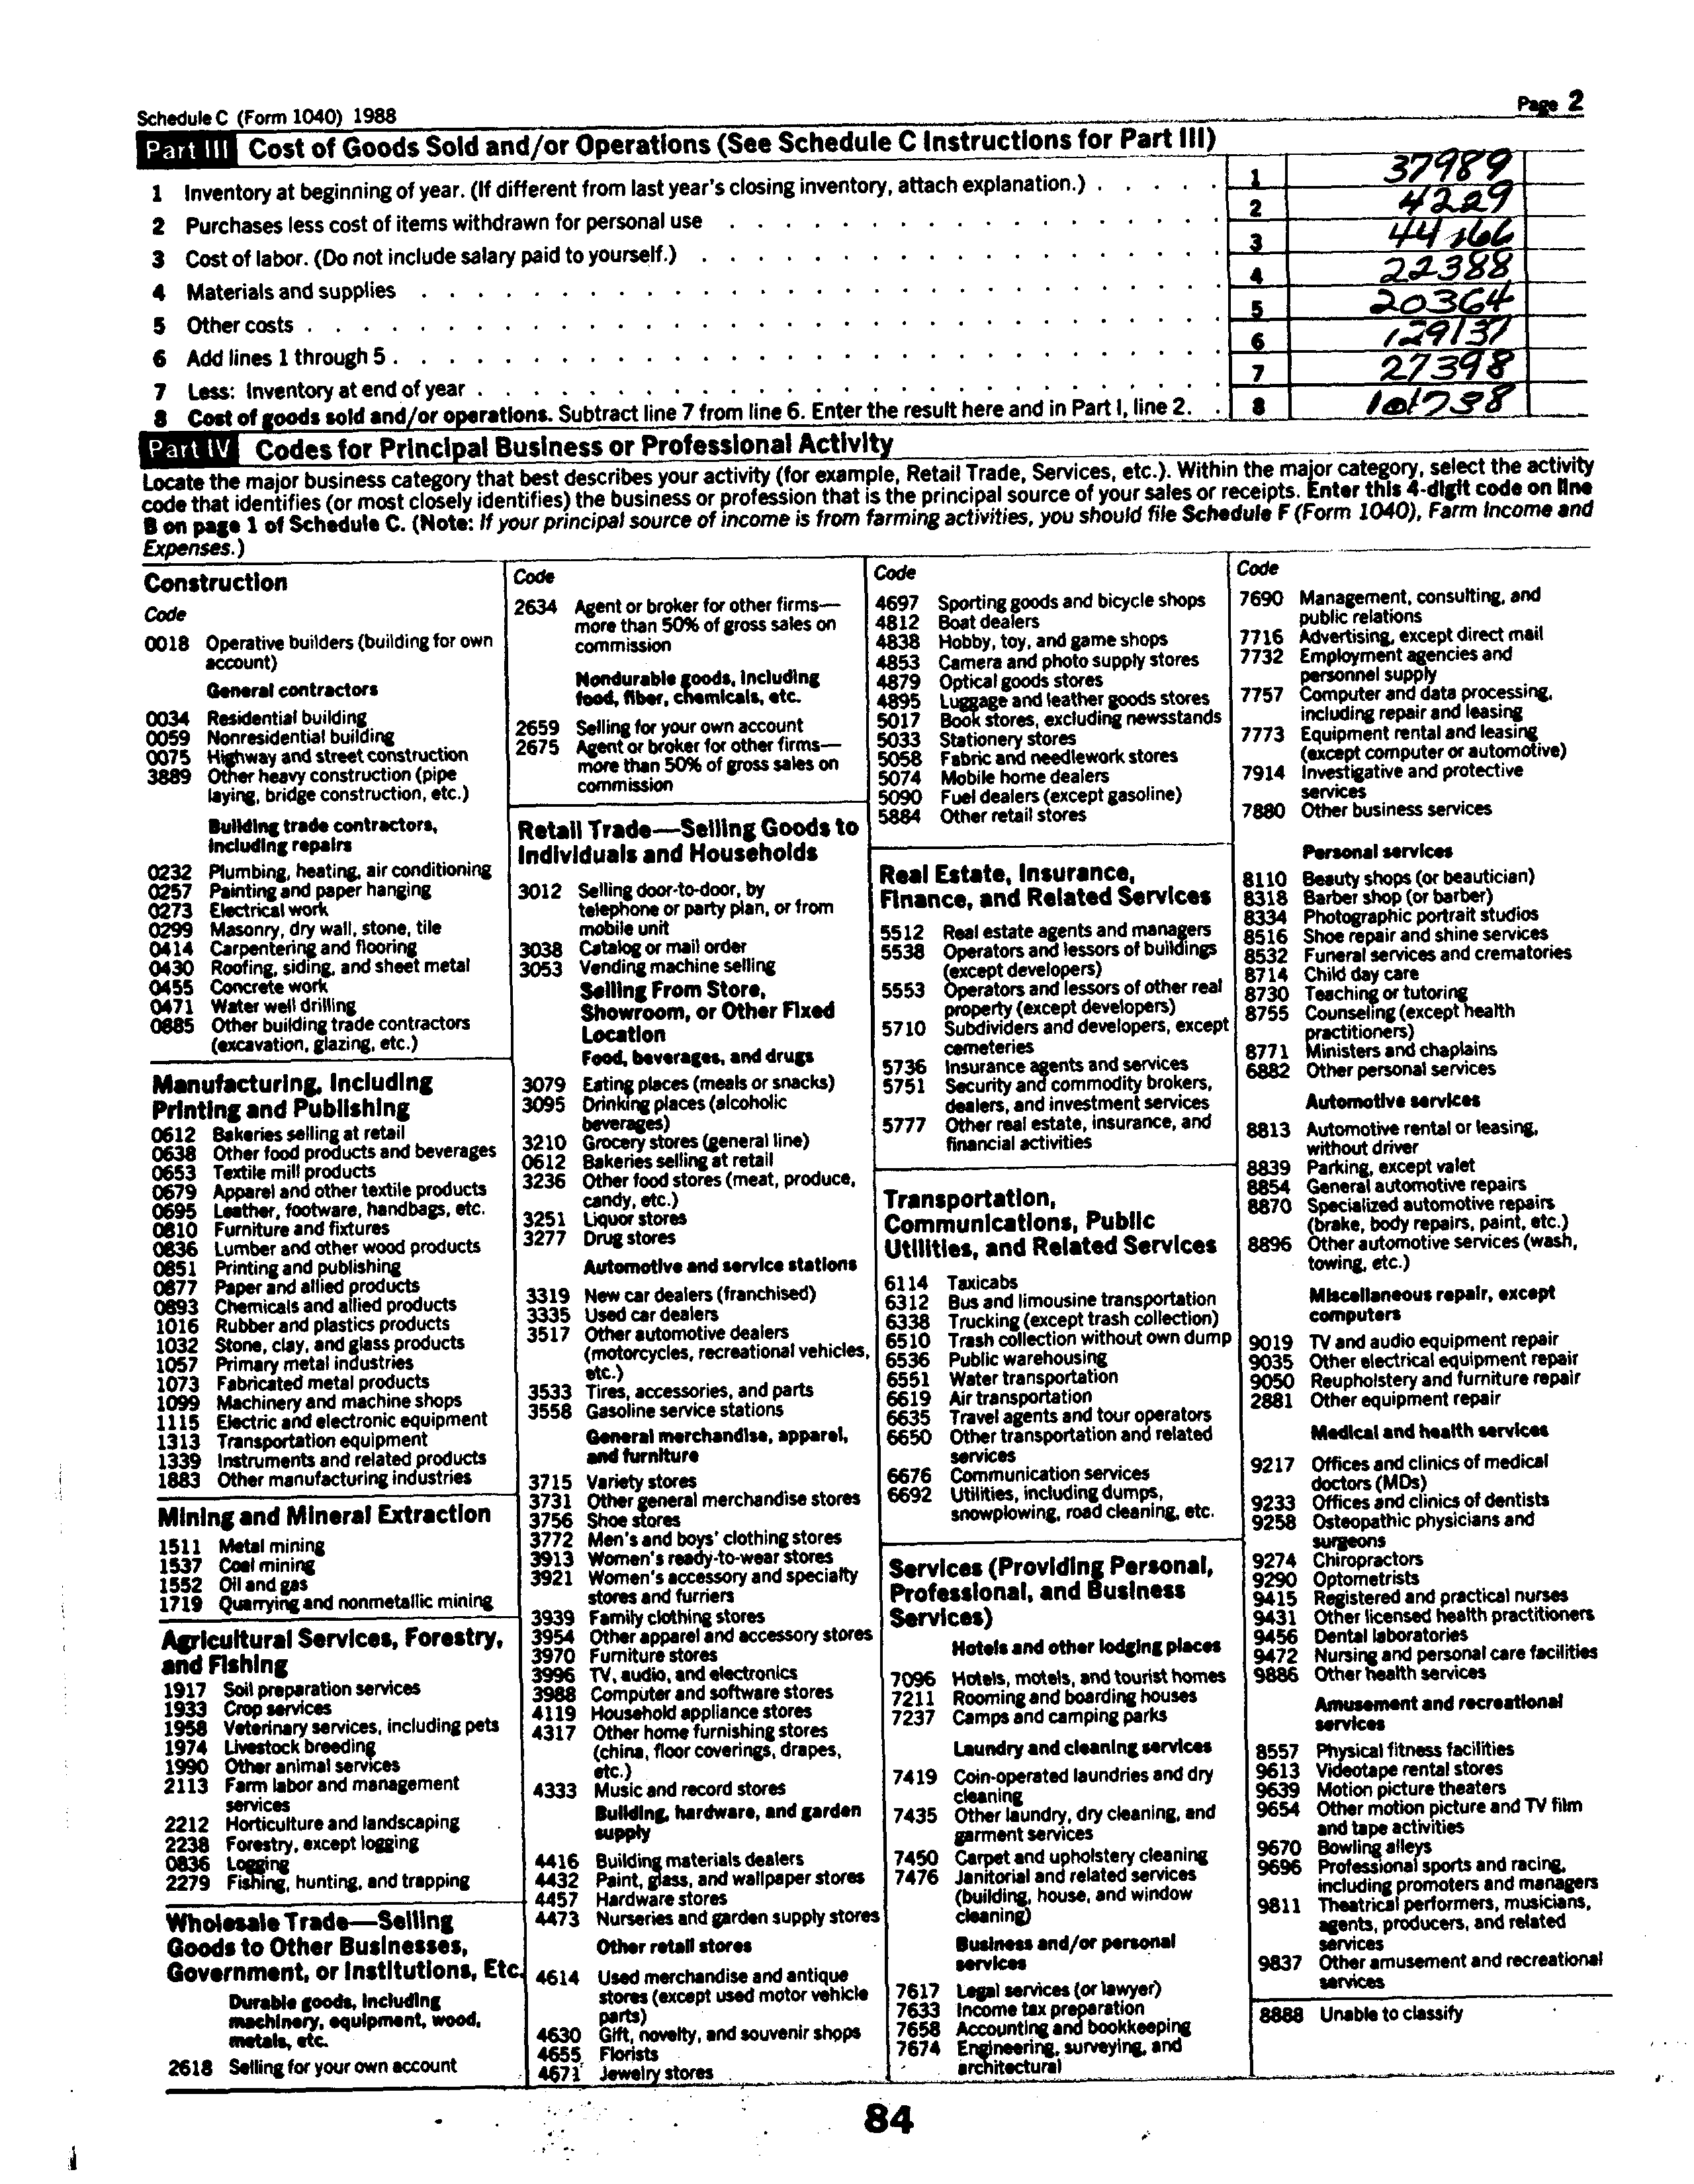 Schedule C (Form 1040) 1988 Page 2
Part III Cost of Goods Sold and/or Operations (See Schedule C Instructions for Part III)
1 Inventory at beginning of year. (If different from last year's closing inventory, attach explanation.) . . . . . 1 37989
2 Purchases less cost of items withdrawn for personal use 2 4229
3 Cost of labor. (Do not include salary paid to yourself.) 3 44166
4 Materials and supplies 4 22388
5 Other costs 5 20364
6 Add lines 1 through 5 6 129137
7 Less: Inventory at end of year 7 27398
8 Cost of goods sold and/or operations. Subtract line 7 from line 6. Enter the result here and in Part I, line 2. . 8 101738
Part IV Codes for Principal Business or Professional Activity
Locate the major business category that best describes your activity (for example, Retail Trade, Services, etc.). Within the major category, select the activity
code that identifies (or most closely identifies) the business or profession that is the principal source of your sales or receipts. Enter this 4-digit code on line
B on page 1 of Schedule C. (Note: If your principal source of income is from farming activities, you should file Schedule F (Form 1040), Farm Income and
Expenses.)
Construction
Code
0018 Operative builders (building for own
account)
General contractors
0034 Residential building
0059 Nonresidential building
0075 Highway and street construction
3889 Other heavy construction (pipe
laying, bridge construction, etc.)
Building trade contractors,
including repairs
0232 Plumbing, heating, air conditioning
0257 Painting and paper hanging
0273 Electrical work
0299 Masonry, dry wall, stone, tile
0414 Carpentering and flooring
0430 Roofing, siding, and sheet metal
0455 Concrete work
0471 Water well drilling
0885 Other building trade contractors
(excavation, glazing, etc.)
Manufacturing, Including
Printing and Publishing
0612 Bakeries selling at retail
0638 Other food products and beverages
0653 Textile mill products
0679 Apparel and other textile products
0695 Leather, footware, handbags, etc.
0810 Furniture and fixtures
0836 Lumber and other wood products
0851 Printing and publishing
0877 Paper and allied products
0893 Chemicals and allied products
1016 Rubber and plastics products
1032 Stone, clay, and glass products
1057 Primary metal industries
1073 Fabricated metal products
1099 Machinery and machine shops
1115 Electric and electronic equipment
1313 Transportation equipment
1339 Instruments and related products
1883 Other manufacturing industries
Mining and Mineral Extraction
1511 Metal mining
1537 Coal mining
1552 Oil and gas
1719 Quarrying and nonmetallic mining
Agricultural Services, Forestry,
and Fishing
1917 Soil preparation services
1933 Crop services
1958 Veterinary services, including pets
1974 Livestock breeding
1990 Other animal services
2113 Farm labor and management
services
2212 Horticulture and landscaping
2238 Forestry, except logging
0836 Logging
2279 Fishing, hunting, and trapping
Wholesale Trade—Selling
Goods to Other Businesses,
Government, or Institutions, Etc.
Durable goods, including
machinery, equipment, wood,
metals, etc.
2618 Selling for your own account
Code
2634 Agent or broker for other firms—
more than 50% of gross sales on
commission
Nondurable goods, including
food, fiber, chemicals, etc.
2659 Selling for your own account
2675 Agent or broker for other firms—
more than 50% of gross sales on
commission
Retail Trade—Selling Goods to
Individuals and Households
3012 Selling door-to-door, by
telephone or party plan, or from
mobile unit
3038 Catalog or mail order
3053 Vending machine selling
Selling From Store,
Showroom, or Other Fixed
Location
Food, beverages, and drugs
3079 Eating places (meals or snacks)
3095 Drinking places (alcoholic
beverages)
3210 Grocery stores (general line)
0612 Bakeries selling at retail
3236 Other food stores (meat, produce,
candy, etc.)
3251 Liquor stores
3277 Drug stores
Automotive and service stations
3319 New car dealers (franchised)
3335 Used car dealers
3517 Other automotive dealers
(motorcycles, recreational vehicles,
etc.)
3533 Tires, accessories, and parts
3558 Gasoline service stations
General merchandise, apparel,
and furniture
3715 Variety stores
3731 Other general merchandise stores
3756 Shoe stores
3772 Men's and boys' clothing stores
3913 Women's ready-to-wear stores
3921 Women's accessory and specialty
stores and furriers
3939 Family clothing stores
3954 Other apparel and accessory stores
3970 Furniture stores
3996 TV, audio, and electronics
3988 Computer and software stores
4119 Household appliance stores
4317 Other home furnishing stores
(china, floor coverings, drapes,
etc.)
4333 Music and record stores
Building, hardware, and garden
supply
4416 Building materials dealers
4432 Paint, glass, and wallpaper stores
4457 Hardware stores
4473 Nurseries and garden supply stores
Other retail stores
4614 Used merchandise and antique
stores (except used motor vehicle
parts)
4630 Gift, novelty, and souvenir shops
4655 Florists
4671 Jewelry stores
Code
4697 Sporting goods and bicycle shops
4812 Boat dealers
4838 Hobby, toy, and game shops
4853 Camera and photo supply stores
4879 Optical goods stores
4895 Luggage and leather goods stores
5017 Book stores, excluding newsstands
5033 Stationery stores
5058 Fabric and needlework stores
5074 Mobile home dealers
5090 Fuel dealers (except gasoline)
5884 Other retail stores
Real Estate, Insurance,
Finance, and Related Services
5512 Real estate agents and managers
5538 Operators and lessors of buildings
(except developers)
5553 Operators and lessors of other real
property (except developers)
5710 Subdividers and developers, except
cemeteries
5736 Insurance agents and services
5751 Security and commodity brokers,
dealers, and investment services
5777 Other real estate, insurance, and
financial activities
Transportation,
Communications, Public
Utilities, and Related Services
6114 Taxicabs
6312 Bus and limousine transportation
6338 Trucking (except trash collection)
6510 Trash collection without own dump
6536 Public warehousing
6551 Water transportation
6619 Air transportation
6635 Travel agents and tour operators
6650 Other transportation and related
services
6676 Communication services
6692 Utilities, including dumps,
snowplowing, road cleaning, etc.
Services (Providing Personal,
Professional, and Business
Services)
Hotels and other lodging places
7096 Hotels, motels, and tourist homes
7211 Rooming and boarding houses
7237 Camps and camping parks
Laundry and cleaning services
7419 Coin-operated laundries and dry
cleaning
7435 Other laundry, dry cleaning, and
garment services
7450 Carpet and upholstery cleaning
7476 Janitorial and related services
(building, house, and window
cleaning)
Business and/or personal
services
7617 Legal services (or lawyer)
7633 Income tax preparation
7658 Accounting and bookkeeping
7674 Engineering, surveying, and
architectural
Code
7690 Management, consulting, and
public relations
7716 Advertising, except direct mail
7732 Employment agencies and
personnel supply
7757 Computer and data processing,
including repair and leasing
7773 Equipment rental and leasing
(except computer or automotive)
7914 Investigative and protective
services
7880 Other business services
Personal services
8110 Beauty shops (or beautician)
8318 Barber shop (or barber)
8334 Photographic portrait studios
8516 Shoe repair and shine services
8532 Funeral services and crematories
8714 Child day care
8730 Teaching or tutoring
8755 Counseling (except health
practitioners)
8771 Ministers and chaplains
6882 Other personal services
Automotive services
8813 Automotive rental or leasing,
without driver
8839 Parking, except valet
8854 General automotive repairs
8870 Specialized automotive repairs
(brake, body repairs, paint, etc.)
8896 Other automotive services (wash,
towing, etc.)
Miscellaneous repair, except
computers
9019 TV and audio equipment repair
9035 Other electrical equipment repair
9050 Reupholstery and furniture repair
2881 Other equipment repair
Medical and health services
9217 Offices and clinics of medical
doctors (MDs)
9233 Offices and clinics of dentists
9258 Osteopathic physicians and
surgeons
9274 Chiropractors
9290 Optometrists
9415 Registered and practical nurses
9431 Other licensed health practitioners
9456 Dental laboratories
9472 Nursing and personal care facilities
9886 Other health services
Amusement and recreational
services
8557 Physical fitness facilities
9613 Videotape rental stores
9639 Motion picture theaters
9654 Other motion picture and TV film
and tape activities
9670 Bowling alleys
9696 Professional sports and racing,
including promoters and managers
9811 Theatrical performers, musicians,
agents, producers, and related
services
9837 Other amusement and recreational
services
8888 Unable to classify
84